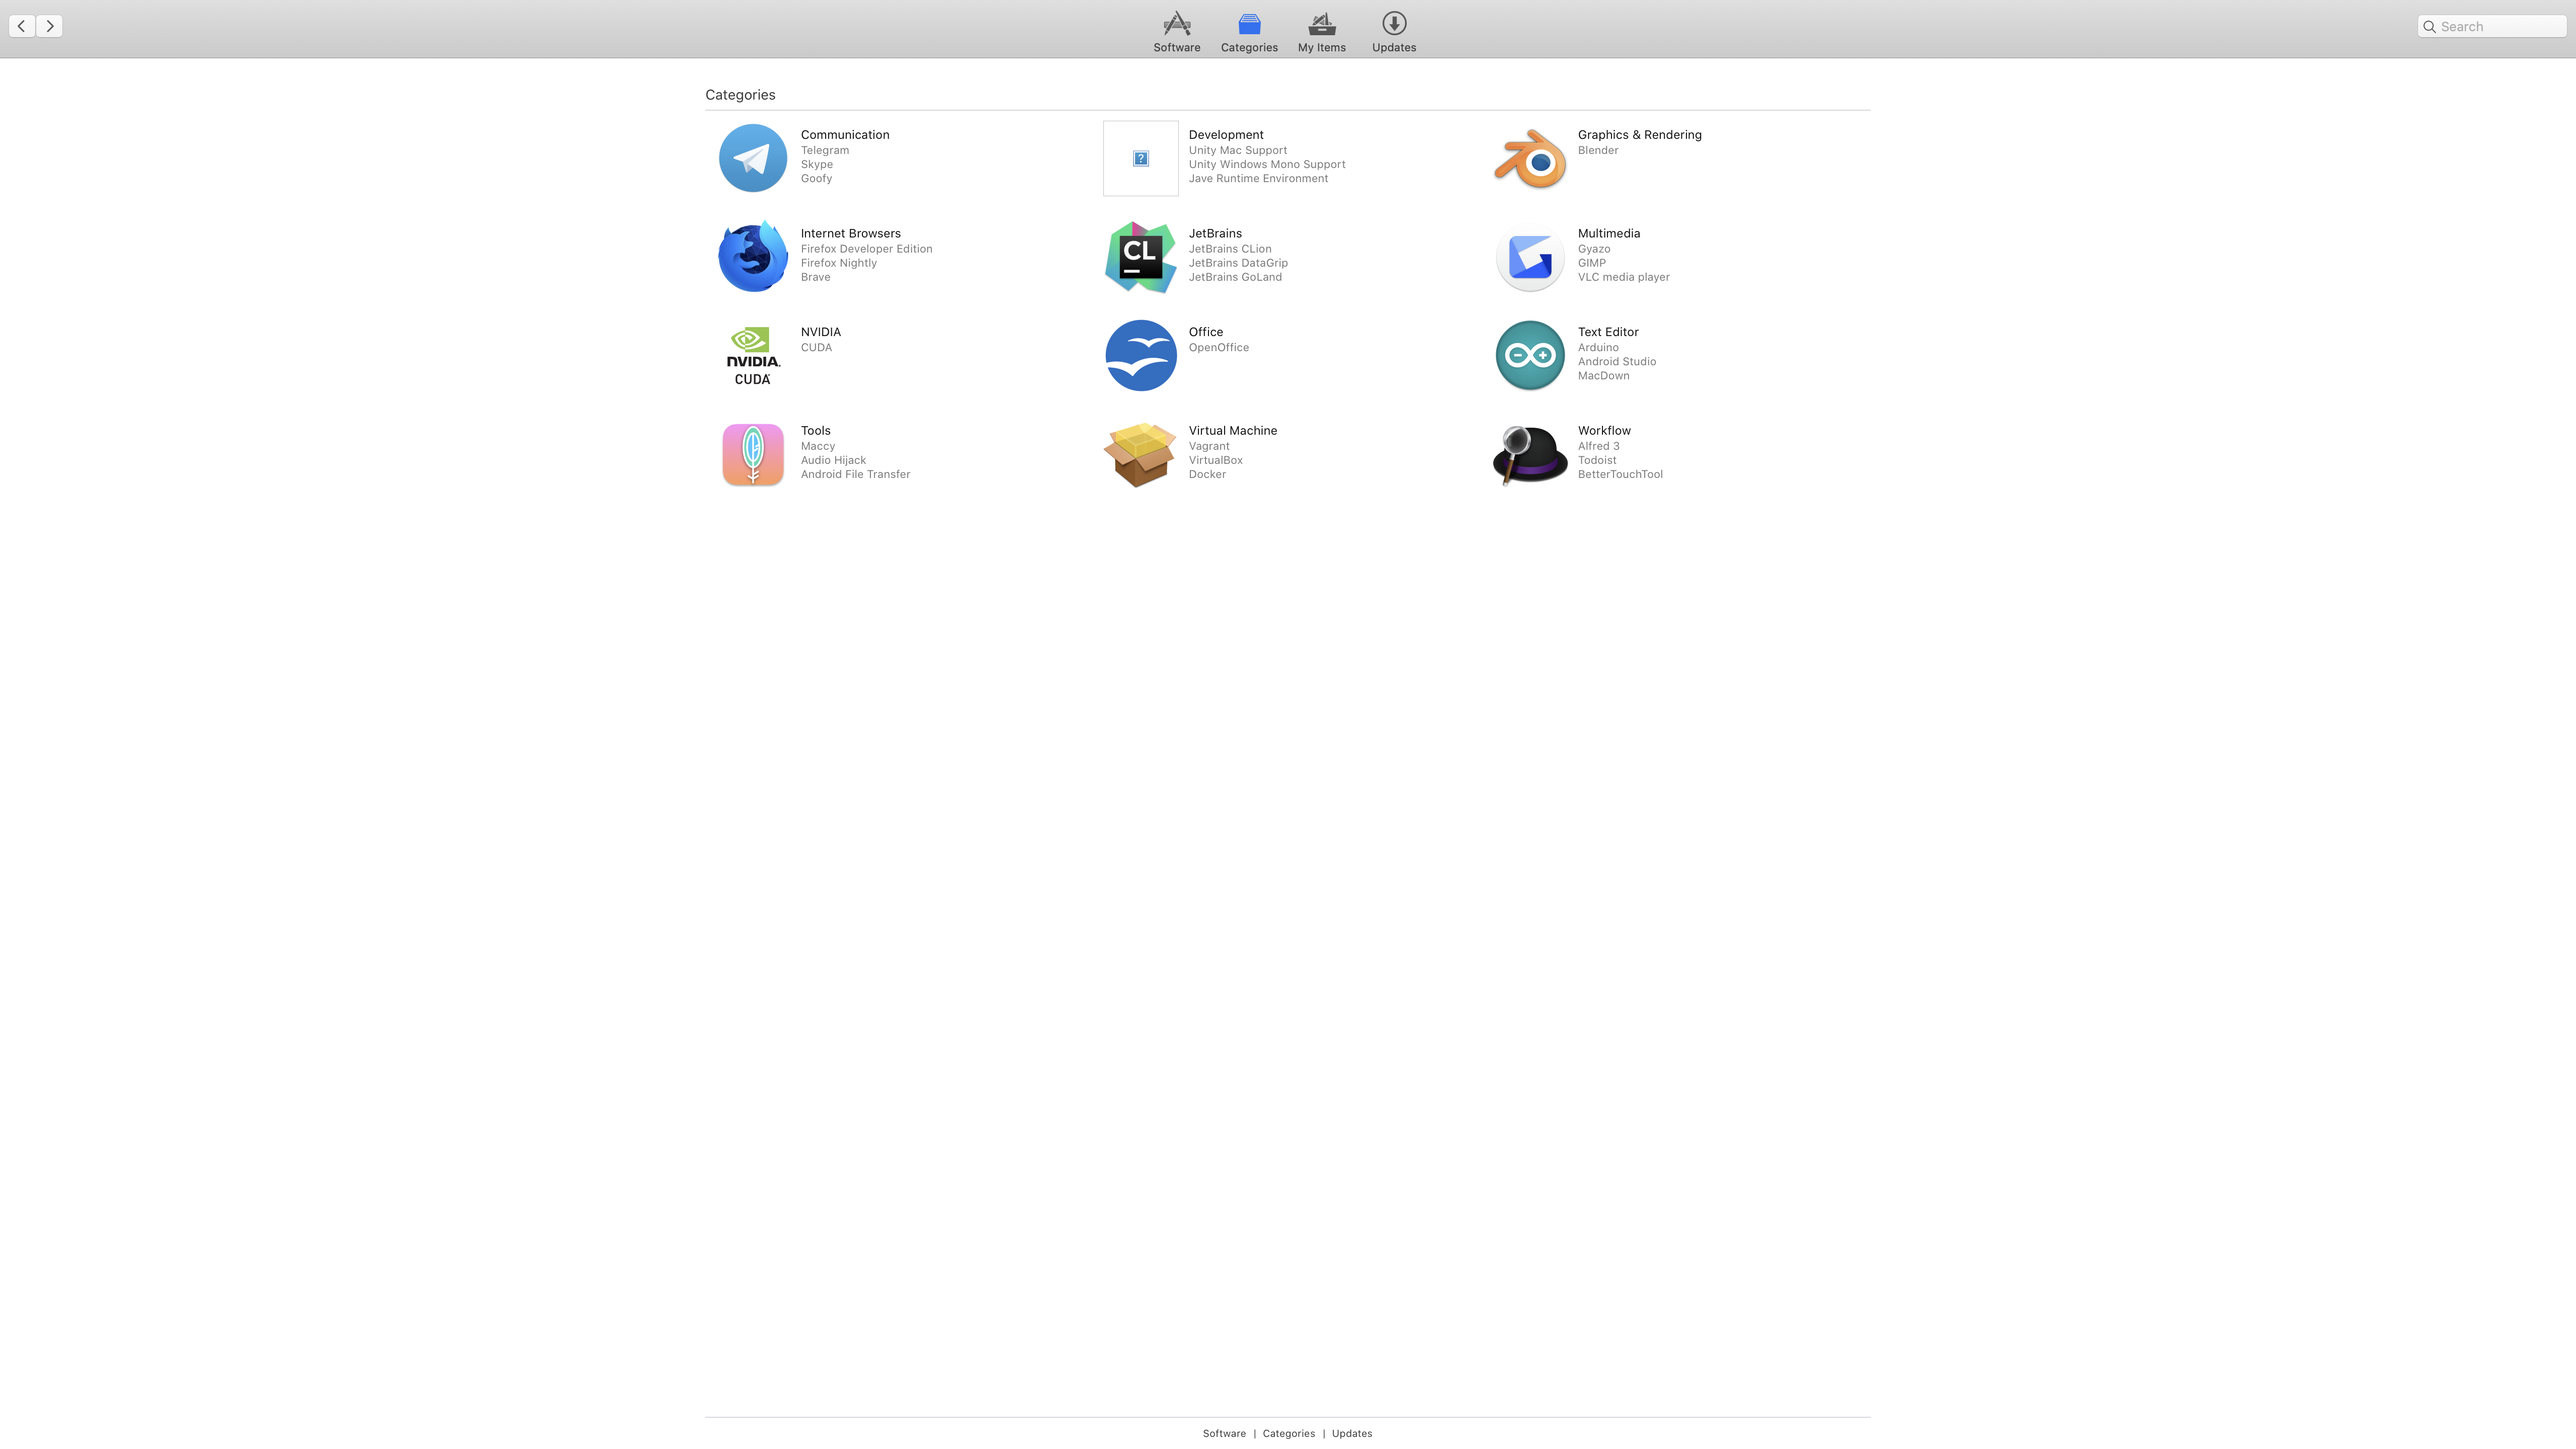 Software Categories My Items Updates
Search
Categories
Communication
Telegram
Skype
Goofy
?
Development
Unity Mac Support
Unity Windows Mono Support
Jave Runtime Environment
Graphics & Rendering
Blender
Internet Browsers
Firefox Developer Edition
Firefox Nightly
Brave
CL
JetBrains
JetBrains CLion
JetBrains DataGrip
JetBrains GoLand
Multimedia
Gyazo
GIMP
VLC media player
NVIDIA.
CUDA
NVIDIA
CUDA
Office
OpenOffice
Text Editor
Arduino
Android Studio
MacDown
Tools
Maccy
Audio Hijack
Android File Transfer
Virtual Machine
Vagrant
VirtualBox
Docker
Workflow
Alfred 3
Todoist
BetterTouchTool
Software | Categories | Updates